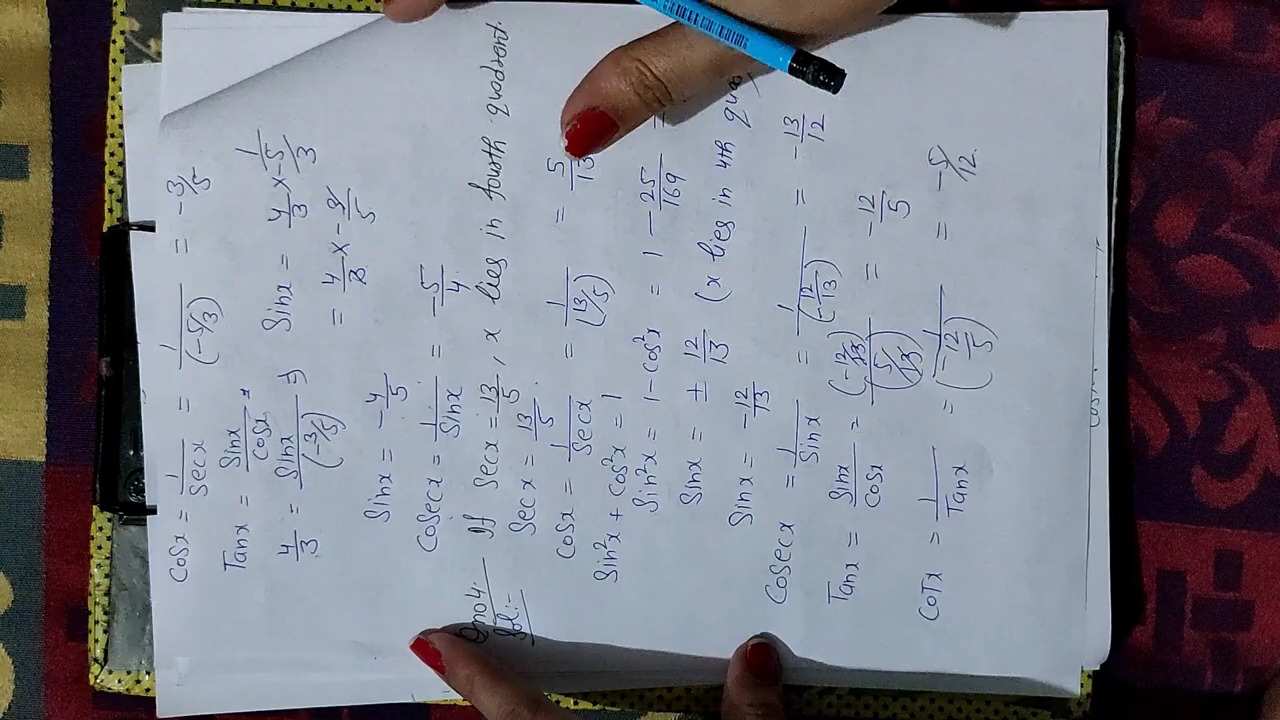 Cosx = 1/Secx = 1/(-5/3) = -3/5
Tanx = Sinx/Cosx
4/3 = Sinx/(-3/5) ⇒ Sinx = 4/3 x -1/5/3
= 4/3 x -3/5
Sinx = -4/5
Cosecx = 1/Sinx = -5/4
Qno4:- If Secx = 13/5, x lies in fourth quadrant.
Sol:- Secx = 13/5
Cosx = 1/Secx = 1/(13/5) = 5/13
Sin²x + Cos²x = 1
Sin²x = 1 - Cos²x = 1 - 25/169 =
Sinx = ± 12/13 (x lies in 4th
Sinx = -12/13
Cosecx = 1/Sinx = 1/(-12/13) = -13/12
Tanx = Sinx/Cosx = (-12/13)/(5/13) = -12/5
CoTx = 1/Tanx = 1/(-12/5) = -5/12